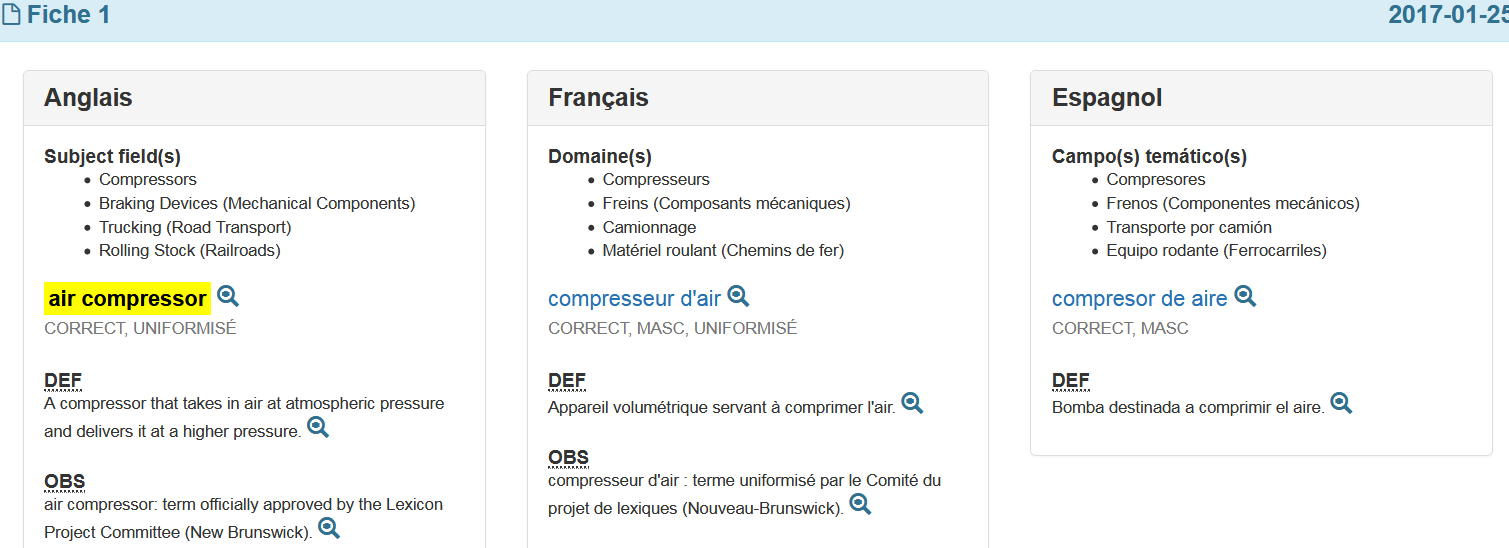 Fiche 1
2017-01-25
Anglais
Subject field(s)
Compressors
Braking Devices (Mechanical Components)
Trucking (Road Transport)
Rolling Stock (Railroads)
air compressor
CORRECT, UNIFORMISÉ
DEF
A compressor that takes in air at atmospheric pressure
and delivers it at a higher pressure.
OBS
air compressor: term officially approved by the Lexicon
Project Committee (New Brunswick).
Français
Domaine(s)
Compresseurs
Freins (Composants mécaniques)
Camionnage
Matériel roulant (Chemins de fer)
compresseur d'air
CORRECT, MASC, UNIFORMISÉ
DEF
Appareil volumétrique servant à comprimer l'air.
OBS
compresseur d'air : terme uniformisé par le Comité du
projet de lexiques (Nouveau-Brunswick).
Espagnol
Campo(s) temático(s)
Compresores
Frenos (Componentes mecánicos)
Transporte por camión
Equipo rodante (Ferrocarriles)
compresor de aire
CORRECT, MASC
DEF
Bomba destinada a comprimir el aire.